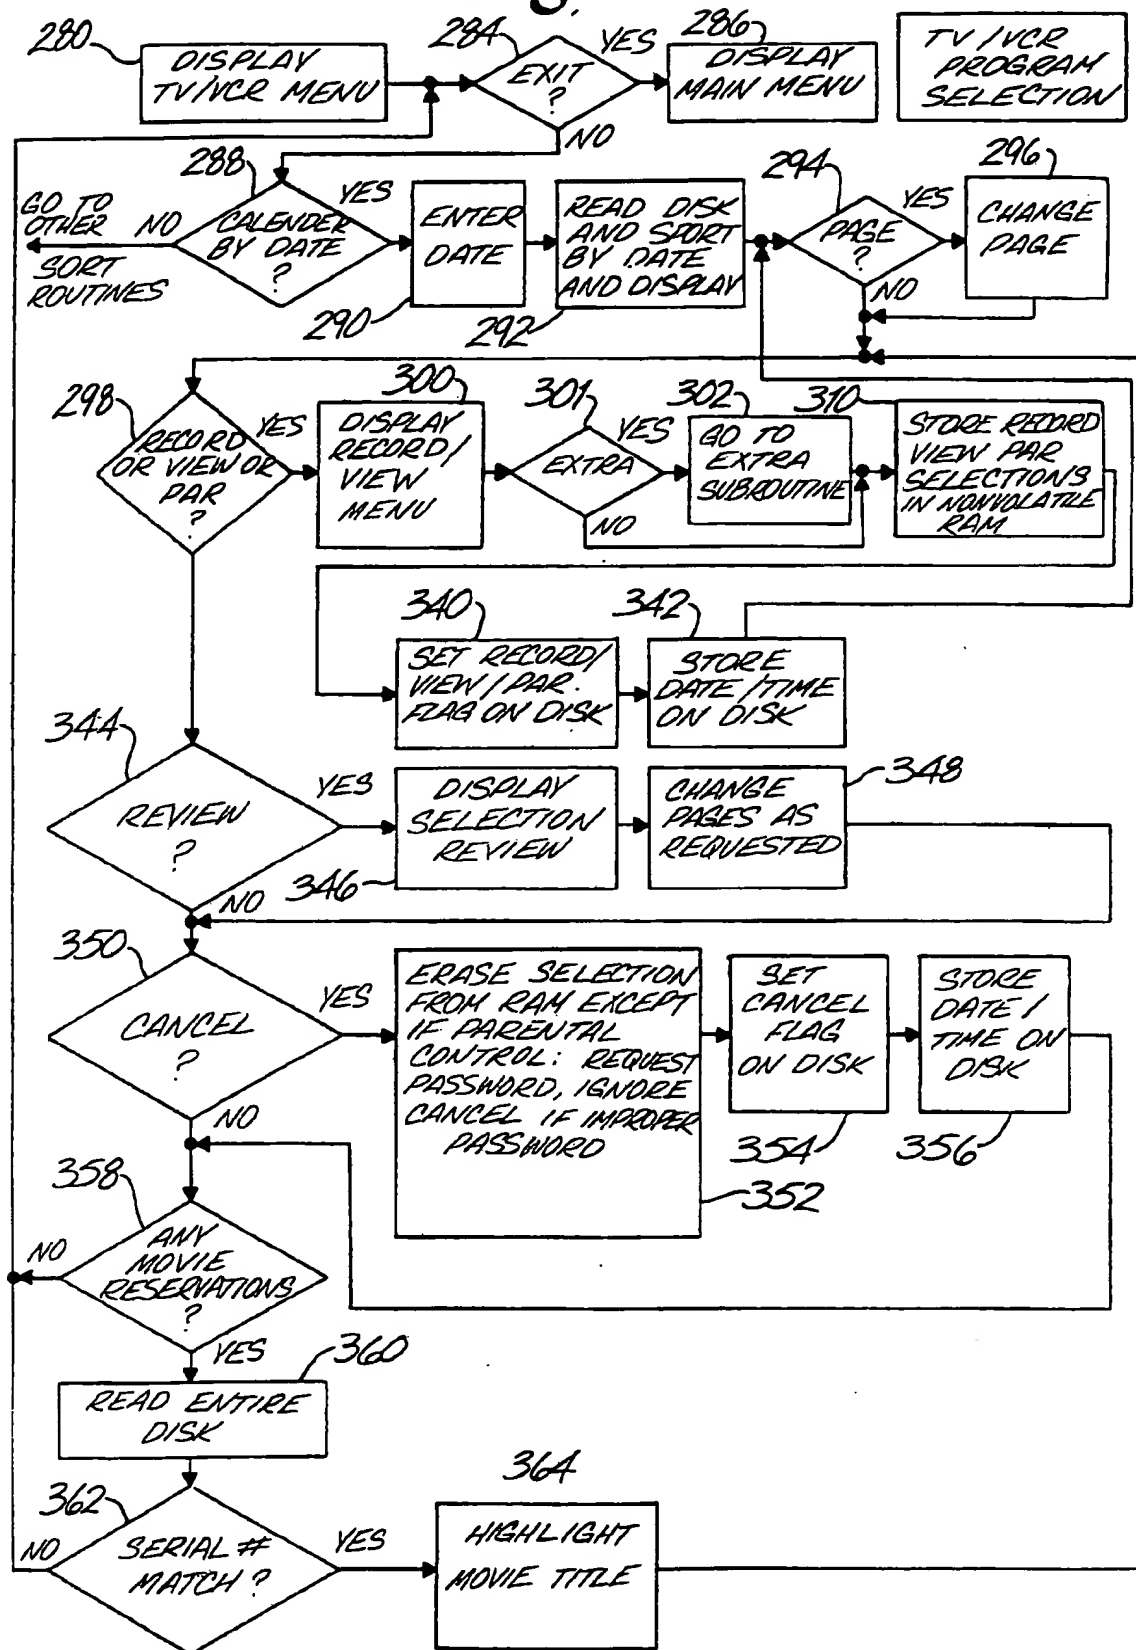 280
DISPLAY
TV/VCR MENU
284
EXIT
?
YES
NO
286
DISPLAY
MAIN MENU
TV/VCR
PROGRAM
SELECTION
288
CALENDER
BY DATE
?
YES
NO
GO TO
OTHER
SORT
ROUTINES
ENTER
DATE
290
READ DISK
AND SPORT
BY DATE
AND DISPLAY
292
294
PAGE
?
YES
NO
296
CHANGE
PAGE
298
RECORD
OR VIEW OR
PAR
?
YES
300
DISPLAY
RECORD/
VIEW
MENU
301
EXTRA
YES
NO
302
GO TO
EXTRA
SUBROUTINE
310
STORE RECORD
VIEW PAR
SELECTIONS
IN NONVOLATILE
RAM
340
SET RECORD/
VIEW/PAR.
FLAG ON DISK
342
STORE
DATE/TIME
ON DISK
344
REVIEW
?
YES
NO
DISPLAY
SELECTION
REVIEW
346
CHANGE
PAGES AS
REQUESTED
348
350
CANCEL
?
YES
NO
ERASE SELECTION
FROM RAM EXCEPT
IF PARENTAL
CONTROL: REQUEST
PASSWORD, IGNORE
CANCEL IF IMPROPER
PASSWORD
352
SET
CANCEL
FLAG
ON DISK
354
STORE
DATE/
TIME ON
DISK
356
358
ANY
MOVIE
RESERVATIONS
?
NO
YES
360
READ ENTIRE
DISK
362
SERIAL #
MATCH?
NO
YES
364
HIGHLIGHT
MOVIE TITLE